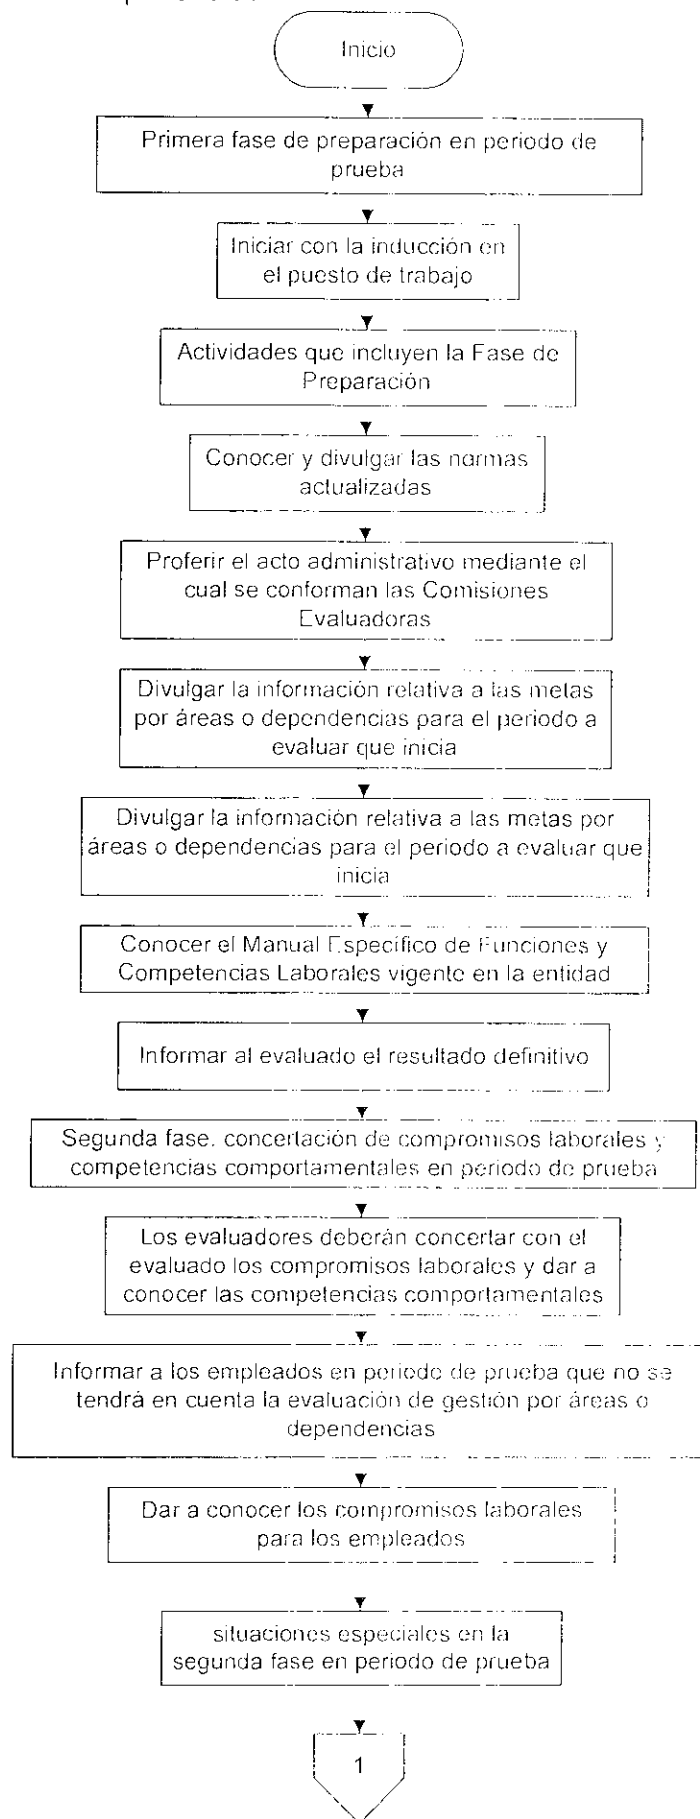 Inicio
Primera fase de preparación en periodo de
prueba
Iniciar con la inducción en
el puesto de trabajo
Actividades que incluyen la Fase de
Preparación
Conocer y divulgar las normas
actualizadas
Proferir el acto administrativo mediante el
cual se conforman las Comisiones
Evaluadoras
Divulgar la información relativa a las metas
por áreas o dependencias para el periodo a
evaluar que inicia
Divulgar la información relativa a las metas por
áreas o dependencias para el periodo a evaluar que
inicia
Conocer el Manual Específico de Funciones y
Competencias Laborales vigente en la entidad
Informar al evaluado el resultado definitivo
Segunda fase. concertación de compromisos laborales y
competencias comportamentales en periodo de prueba
Los evaluadores deberán concertar con el
evaluado los compromisos laborales y dar a
conocer las competencias comportamentales
Informar a los empleados en periodo de prueba que no se
tendrá en cuenta la evaluación de gestión por áreas o
dependencias
Dar a conocer los compromisos laborales
para los empleados
situaciones especiales en la
segunda fase en periodo de prueba
1